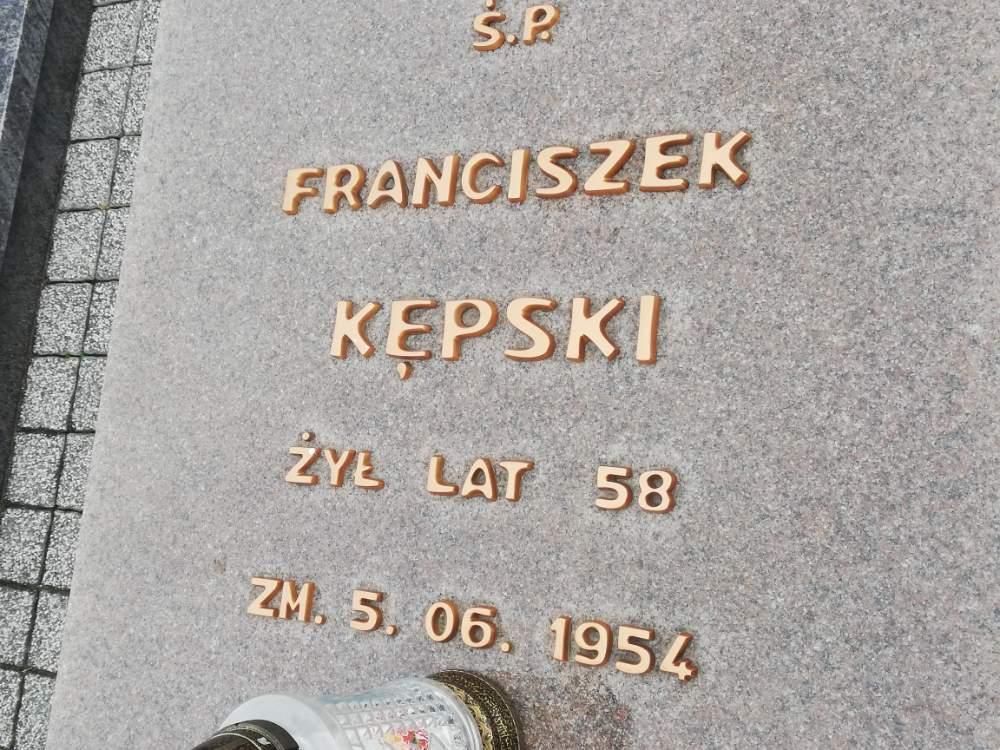 Ś.P.
FRANCISZEK
KĘPSKI
ŻYŁ LAT 58
ZM. 5. 06. 1954